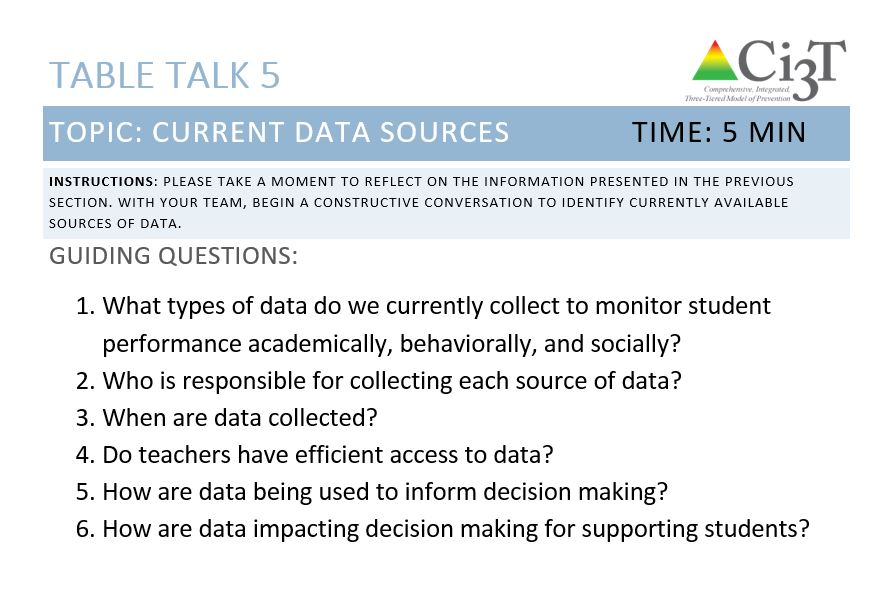 TABLE TALK 5
Ci3T
Comprehensive, Integrated,
Three-Tiered Model of Prevention
TOPIC: CURRENT DATA SOURCES TIME: 5 MIN
INSTRUCTIONS: PLEASE TAKE A MOMENT TO REFLECT ON THE INFORMATION PRESENTED IN THE PREVIOUS
SECTION. WITH YOUR TEAM, BEGIN A CONSTRUCTIVE CONVERSATION TO IDENTIFY CURRENTLY AVAILABLE
SOURCES OF DATA.
GUIDING QUESTIONS:
1. What types of data do we currently collect to monitor student
performance academically, behaviorally, and socially?
2. Who is responsible for collecting each source of data?
3. When are data collected?
4. Do teachers have efficient access to data?
5. How are data being used to inform decision making?
6. How are data impacting decision making for supporting students?